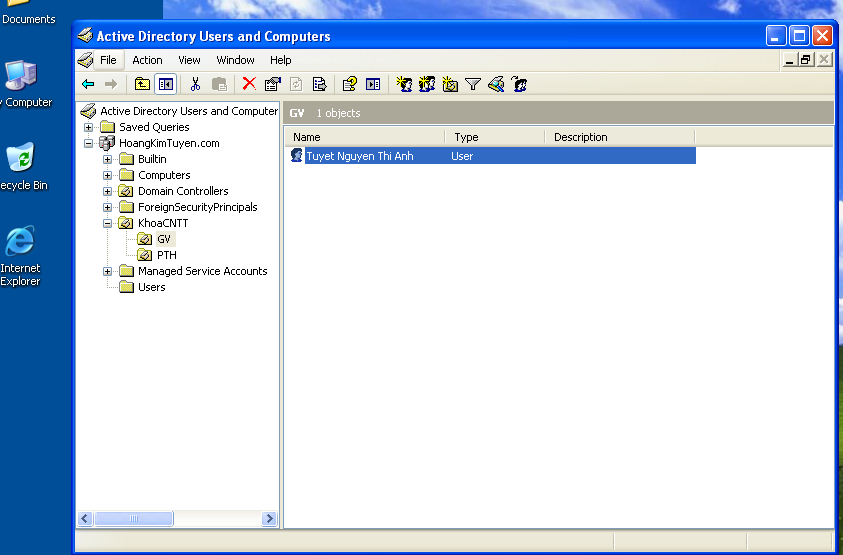 Documents
Computer
ecycle Bin
Internet
Explorer
Active Directory Users and Computers
File Action View Window Help
Active Directory Users and Computer
Saved Queries
HoangKimTuyen.com
Builtin
Computers
Domain Controllers
ForeignSecurityPrincipals
KhoaCNTT
GV
PTH
Managed Service Accounts
Users
GV 1 objects
Name Type Description
Tuyet Nguyen Thi Anh User